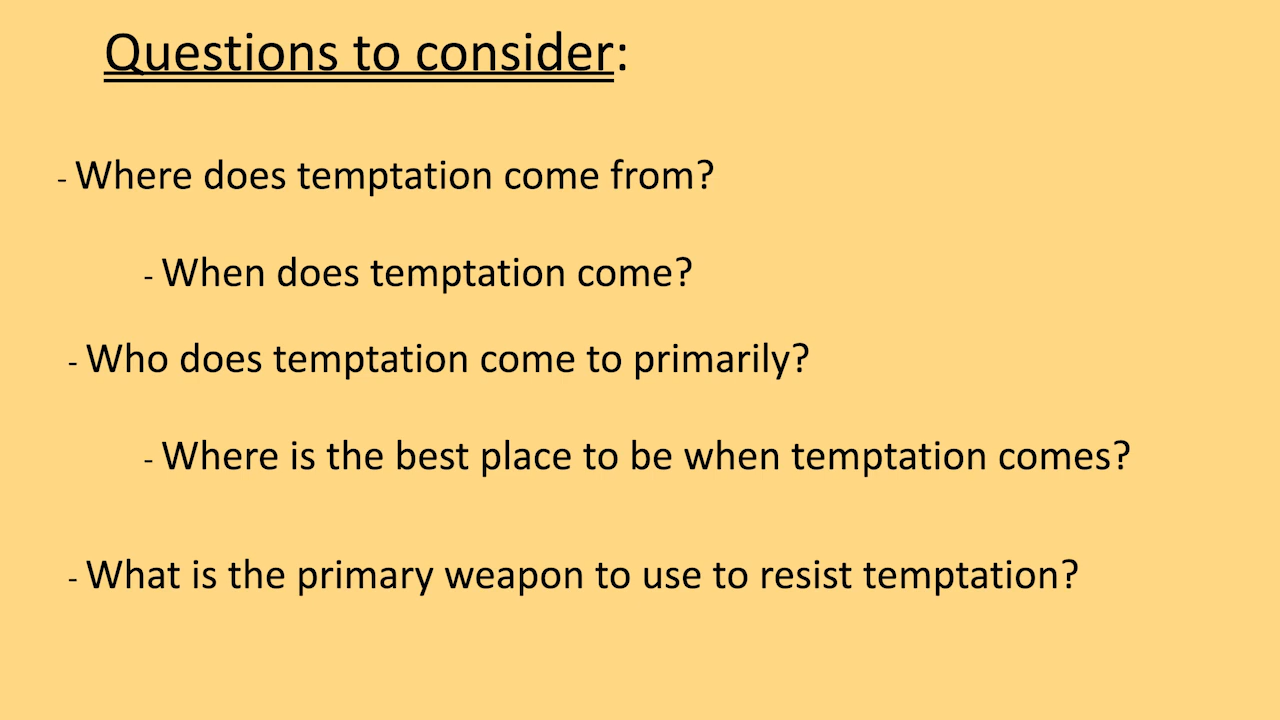 Questions to consider:
- Where does temptation come from?
- When does temptation come?
- Who does temptation come to primarily?
- Where is the best place to be when temptation comes?
- What is the primary weapon to use to resist temptation?